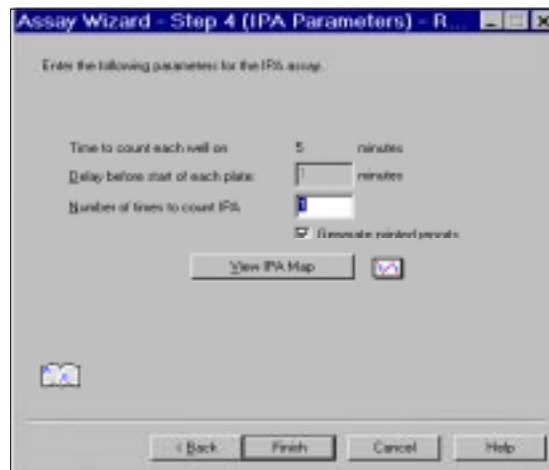 Assay Wizard - Step 4 (IPA Parameters) - R...
Enter the following parameters for the IPA assay.
Time to count each well on 5 minutes
Delay before start of each plate: 1 minutes
Number of times to count IPA 1
Generate printed reports
View IPA Map
< Back Finish Cancel Help